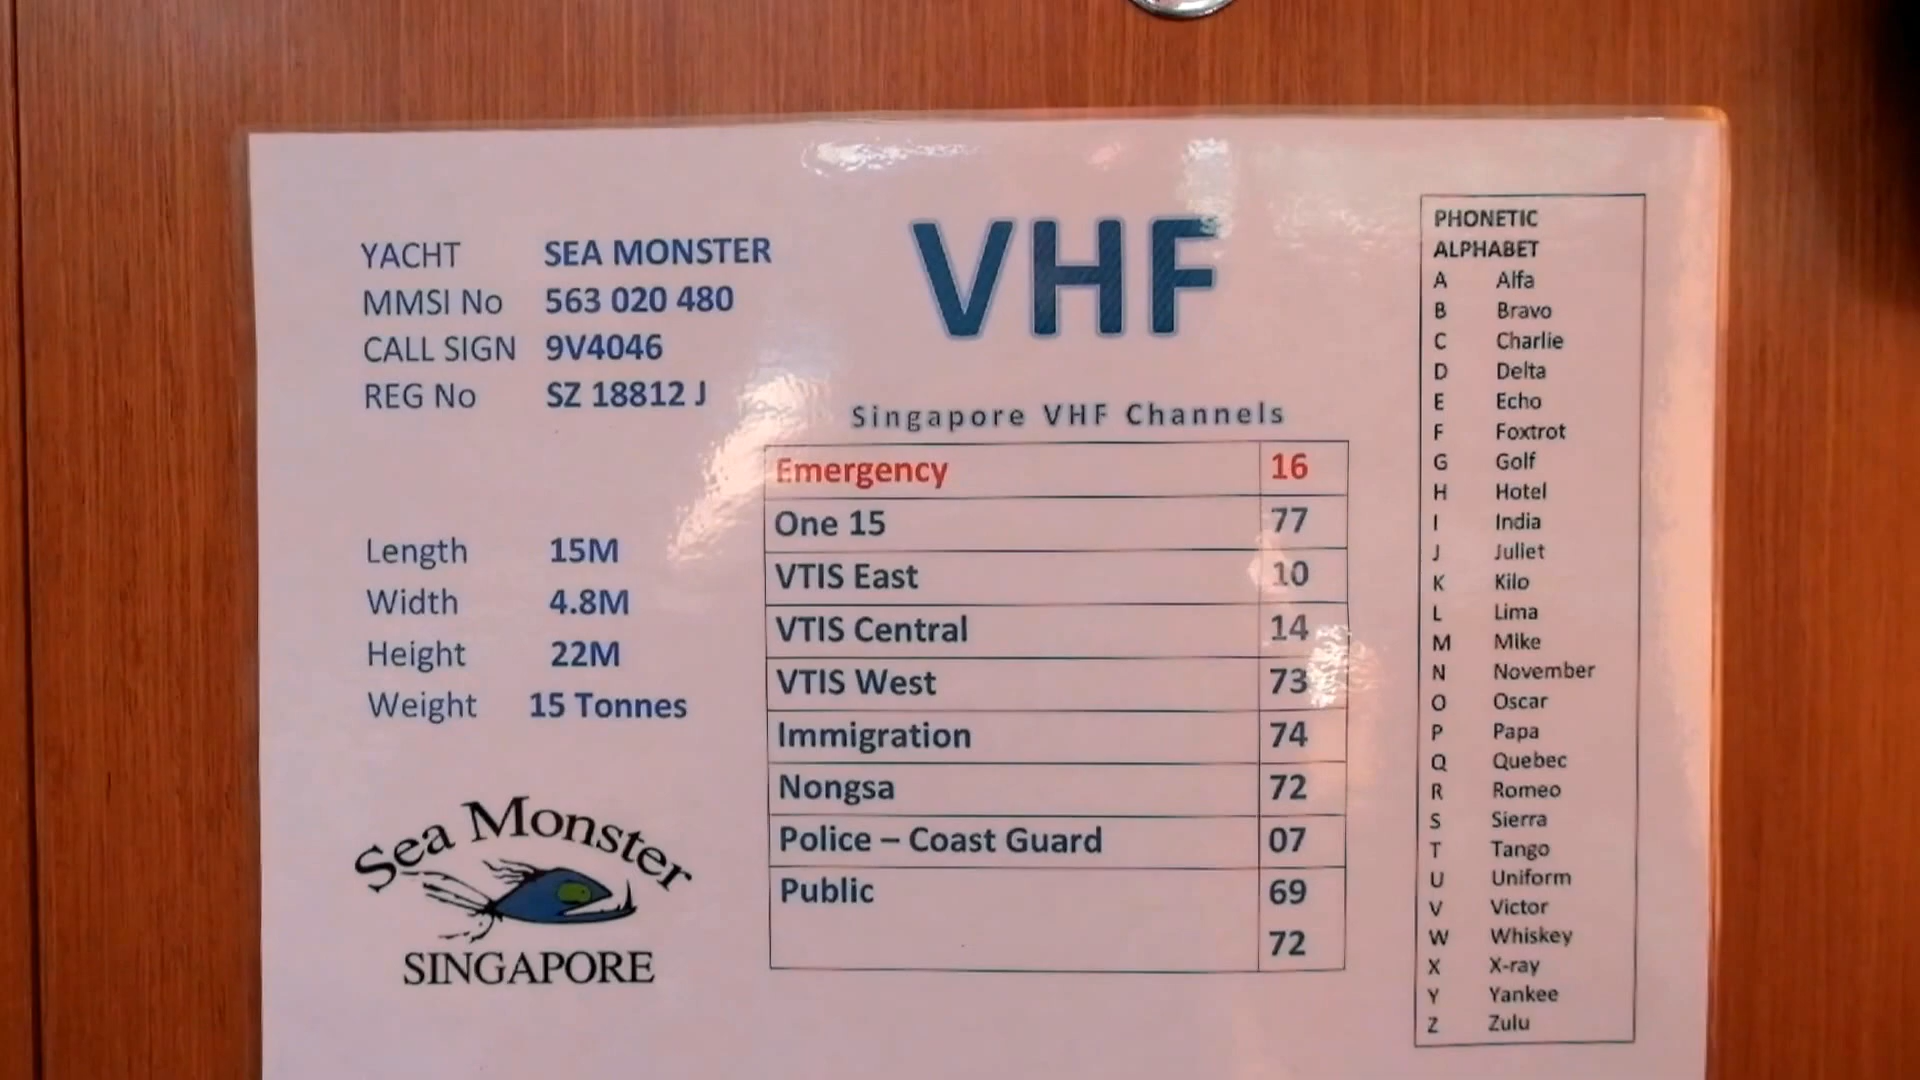 YACHT SEA MONSTER
MMSI No 563 020 480
CALL SIGN 9V4046
REG No SZ 18812 J
Length 15M
Width 4.8M
Height 22M
Weight 15 Tonnes
Sea Monster
SINGAPORE
VHF
Singapore VHF Channels
Emergency 16
One 15 77
VTIS East 10
VTIS Central 14
VTIS West 73
Immigration 74
Nongsa 72
Police – Coast Guard 07
Public 69
72
PHONETIC
ALPHABET
A Alfa
B Bravo
C Charlie
D Delta
E Echo
F Foxtrot
G Golf
H Hotel
I India
J Juliet
K Kilo
L Lima
M Mike
N November
O Oscar
P Papa
Q Quebec
R Romeo
S Sierra
T Tango
U Uniform
V Victor
W Whiskey
X X-ray
Y Yankee
Z Zulu